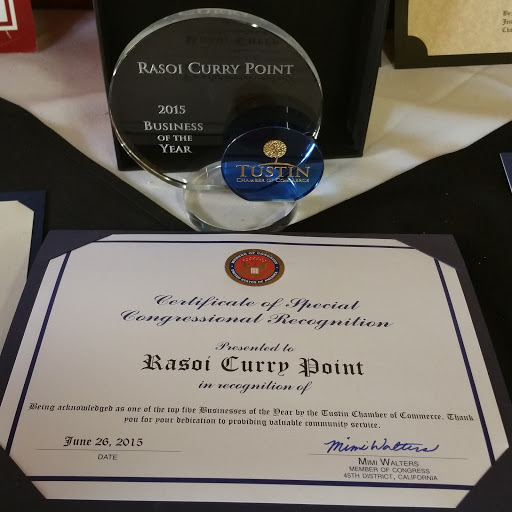 RASOI CURRY POINT
2015
BUSINESS
OF THE
YEAR
TUSTIN
CHAMBER OF COMMERCE
Certificate of Special
Congressional Recognition
Presented to
Rasoi Curry Point
in recognition of
Being acknowledged as one of the top five Businesses of the Year by the Tustin Chamber of Commerce. Thank
you for your dedication to providing valuable community service.
June 26, 2015
DATE
Mimi Walters
MIMI WALTERS
MEMBER OF CONGRESS
45TH DISTRICT, CALIFORNIA